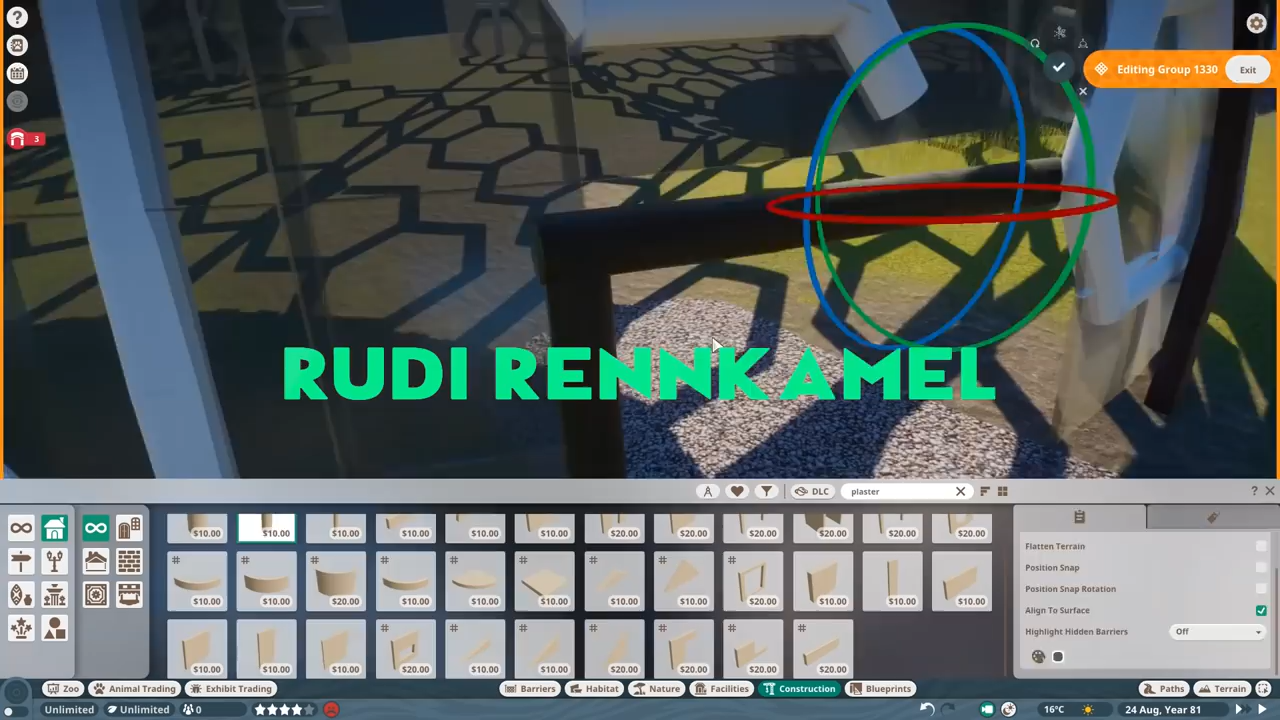 ?
Editing Group 1330 Exit
3
RUDI RENNKAMEL
DLC plaster
?
$10.00 $10.00 $10.00 $10.00 $10.00 $10.00 $20.00 $20.00 $20.00 $20.00 $20.00 $20.00
$10.00 $10.00 $20.00 $10.00 $10.00 $10.00 $10.00 $10.00 $20.00 $10.00 $10.00 $10.00
$10.00 $10.00 $10.00 $20.00 $10.00 $10.00 $20.00 $20.00 $20.00 $20.00
Flatten Terrain
Position Snap
Position Snap Rotation
Align To Surface
Highlight Hidden Barriers Off
Zoo Animal Trading Exhibit Trading Barriers Habitat Nature Facilities Construction Blueprints Paths Terrain
Unlimited Unlimited 0 16°C 24 Aug, Year 81